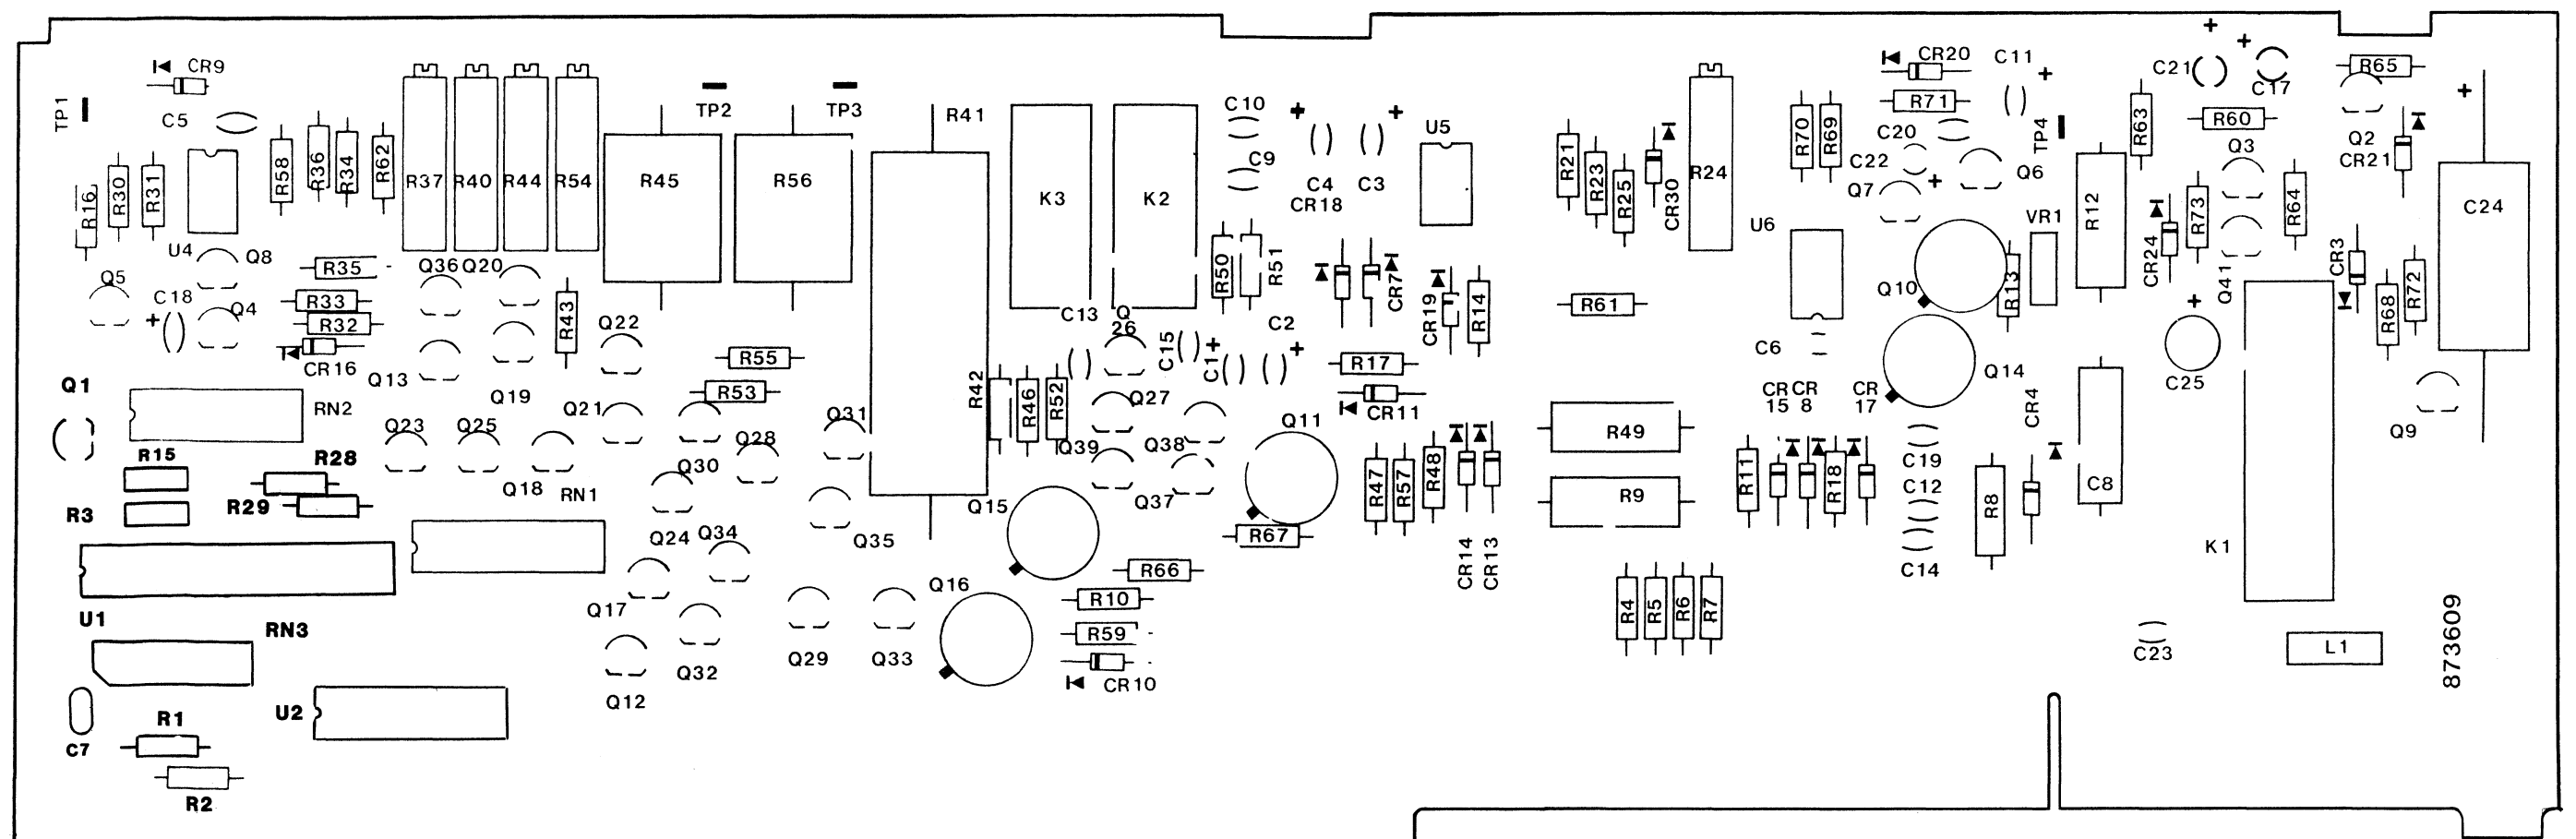 CR9
TP1
C5
R16
R30
R31
U4
R58
R36
R34
R62
R37
R40
R44
R54
R45
TP2
R56
TP3
R41
K3
K2
C10
C9
+
+
C4
C3
CR18
U5
R21
R23
R25
CR30
R24
R70
R69
CR20
C11
+
R71
C20
C22
Q7
+
Q6
TP4
R12
R63
+
+
C21
C17
R60
R65
Q2
CR21
+
C24
Q3
R64
R73
CR24
Q41
U6
VR1
R13
Q10
Q5
C18
+
Q8
Q4
R35
R33
R32
CR16
Q36
Q20
R43
Q13
Q19
Q22
R55
R53
R50
R51
CR7
CR19
R14
R61
C13
Q
26
C15
+
C1
C2
+
R17
CR11
C6
CR
15
CR
8
CR
17
Q14
CR4
+
C25
CR3
R68
R72
Q9
Q1
RN2
Q21
Q31
R42
R46
R52
Q27
Q11
Q23
Q25
Q28
Q39
Q38
R15
R28
R3
R29
Q18
RN1
Q30
Q24
Q34
Q35
Q15
Q37
R67
R47
R57
R48
CR14
CR13
R49
R9
R11
R18
C19
C12
C14
R8
C8
K1
U1
RN3
Q17
Q12
Q32
Q29
Q33
Q16
R66
R10
R59
CR10
R4
R5
R6
R7
C23
L1
873609
C7
R1
U2
R2